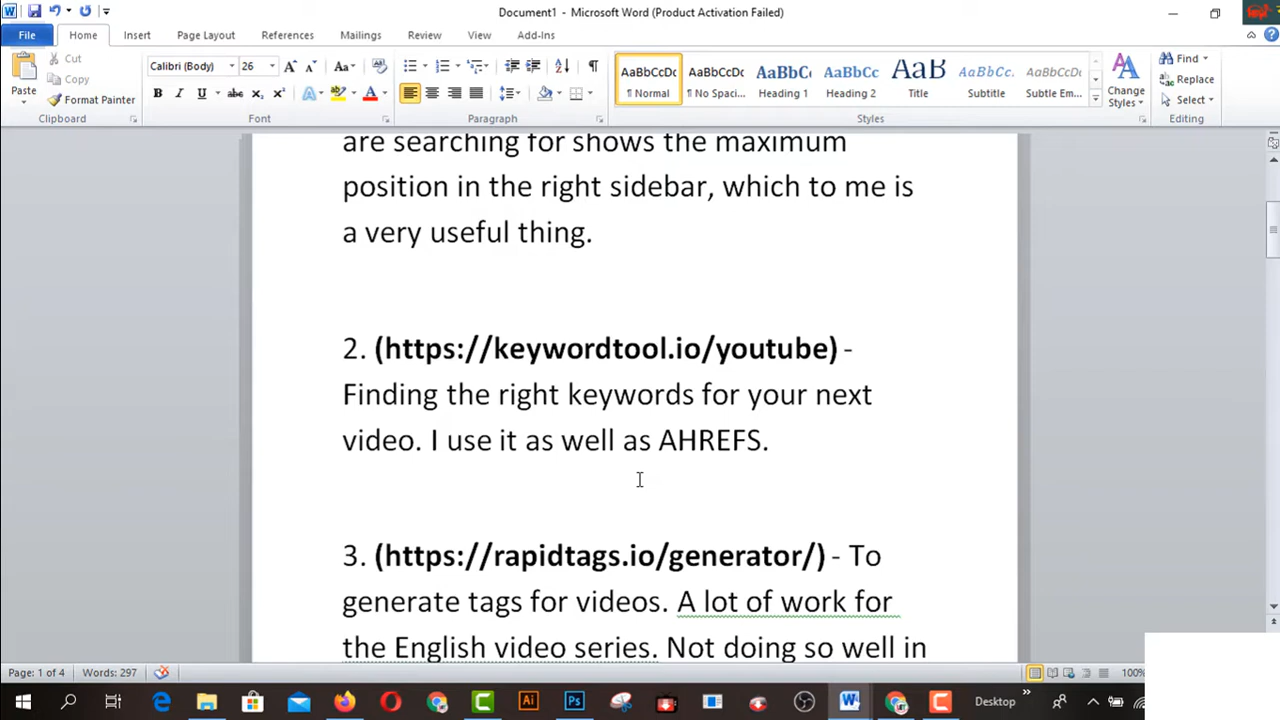 Document1 - Microsoft Word (Product Activation Failed)
File Home Insert Page Layout References Mailings Review View Add-Ins
Paste
Cut
Copy
Format Painter
Clipboard
Calibri (Body) 26
Font
Paragraph
AaBbCcDc AaBbCcDc AaBbCc AaBbCc AaB AaBbCc. AaBbCcDc
¶ Normal ¶ No Spaci... Heading 1 Heading 2 Title Subtitle Subtle Em...
Change
Styles
Styles
Find
Replace
Select
Editing
are searching for shows the maximum
position in the right sidebar, which to me is
a very useful thing.
2. (https://keywordtool.io/youtube) -
Finding the right keywords for your next
video. I use it as well as AHREFS.
3. (https://rapidtags.io/generator/) - To
generate tags for videos. A lot of work for
the English video series. Not doing so well in
Page: 1 of 4 Words: 297 100%
Desktop